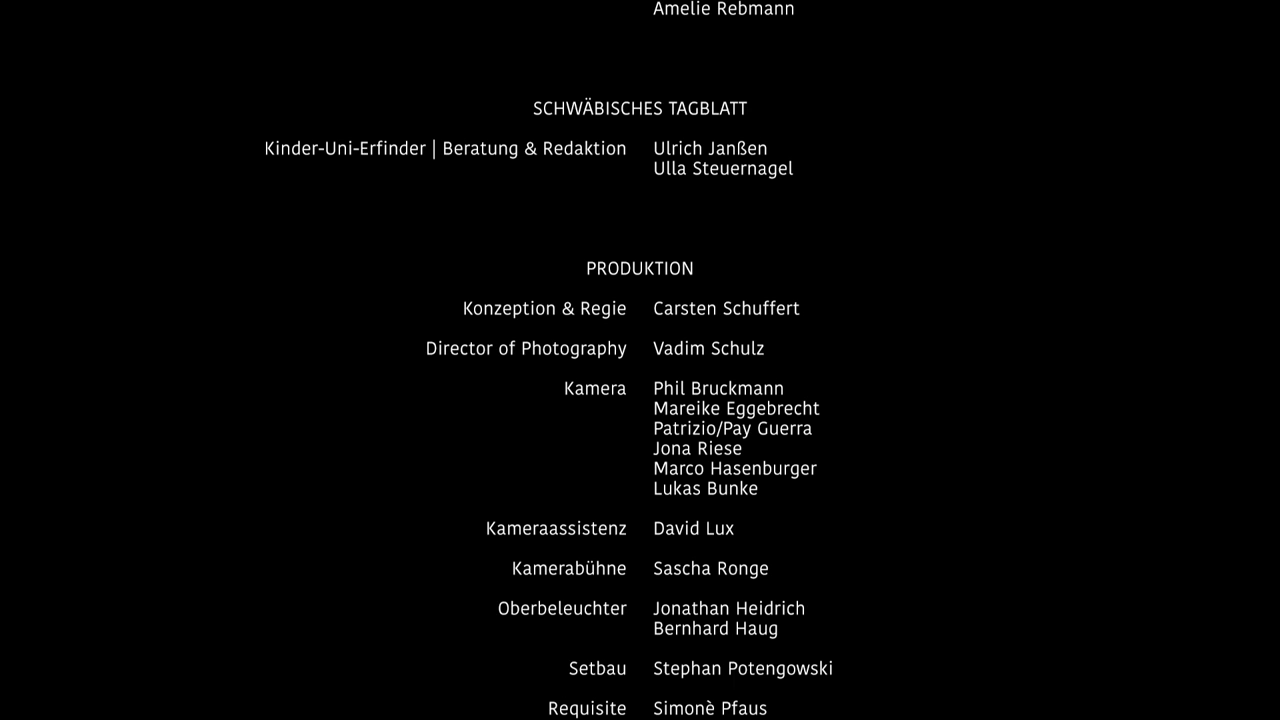 Amelie Rebmann
SCHWÄBISCHES TAGBLATT
Kinder-Uni-Erfinder | Beratung & Redaktion Ulrich Janßen
Ulla Steuernagel
PRODUKTION
Konzeption & Regie Carsten Schuffert
Director of Photography Vadim Schulz
Kamera Phil Bruckmann
Mareike Eggebrecht
Patrizio/Pay Guerra
Jona Riese
Marco Hasenburger
Lukas Bunke
Kameraassistenz David Lux
Kamerabühne Sascha Ronge
Oberbeleuchter Jonathan Heidrich
Bernhard Haug
Setbau Stephan Potengowski
Requisite Simonè Pfaus